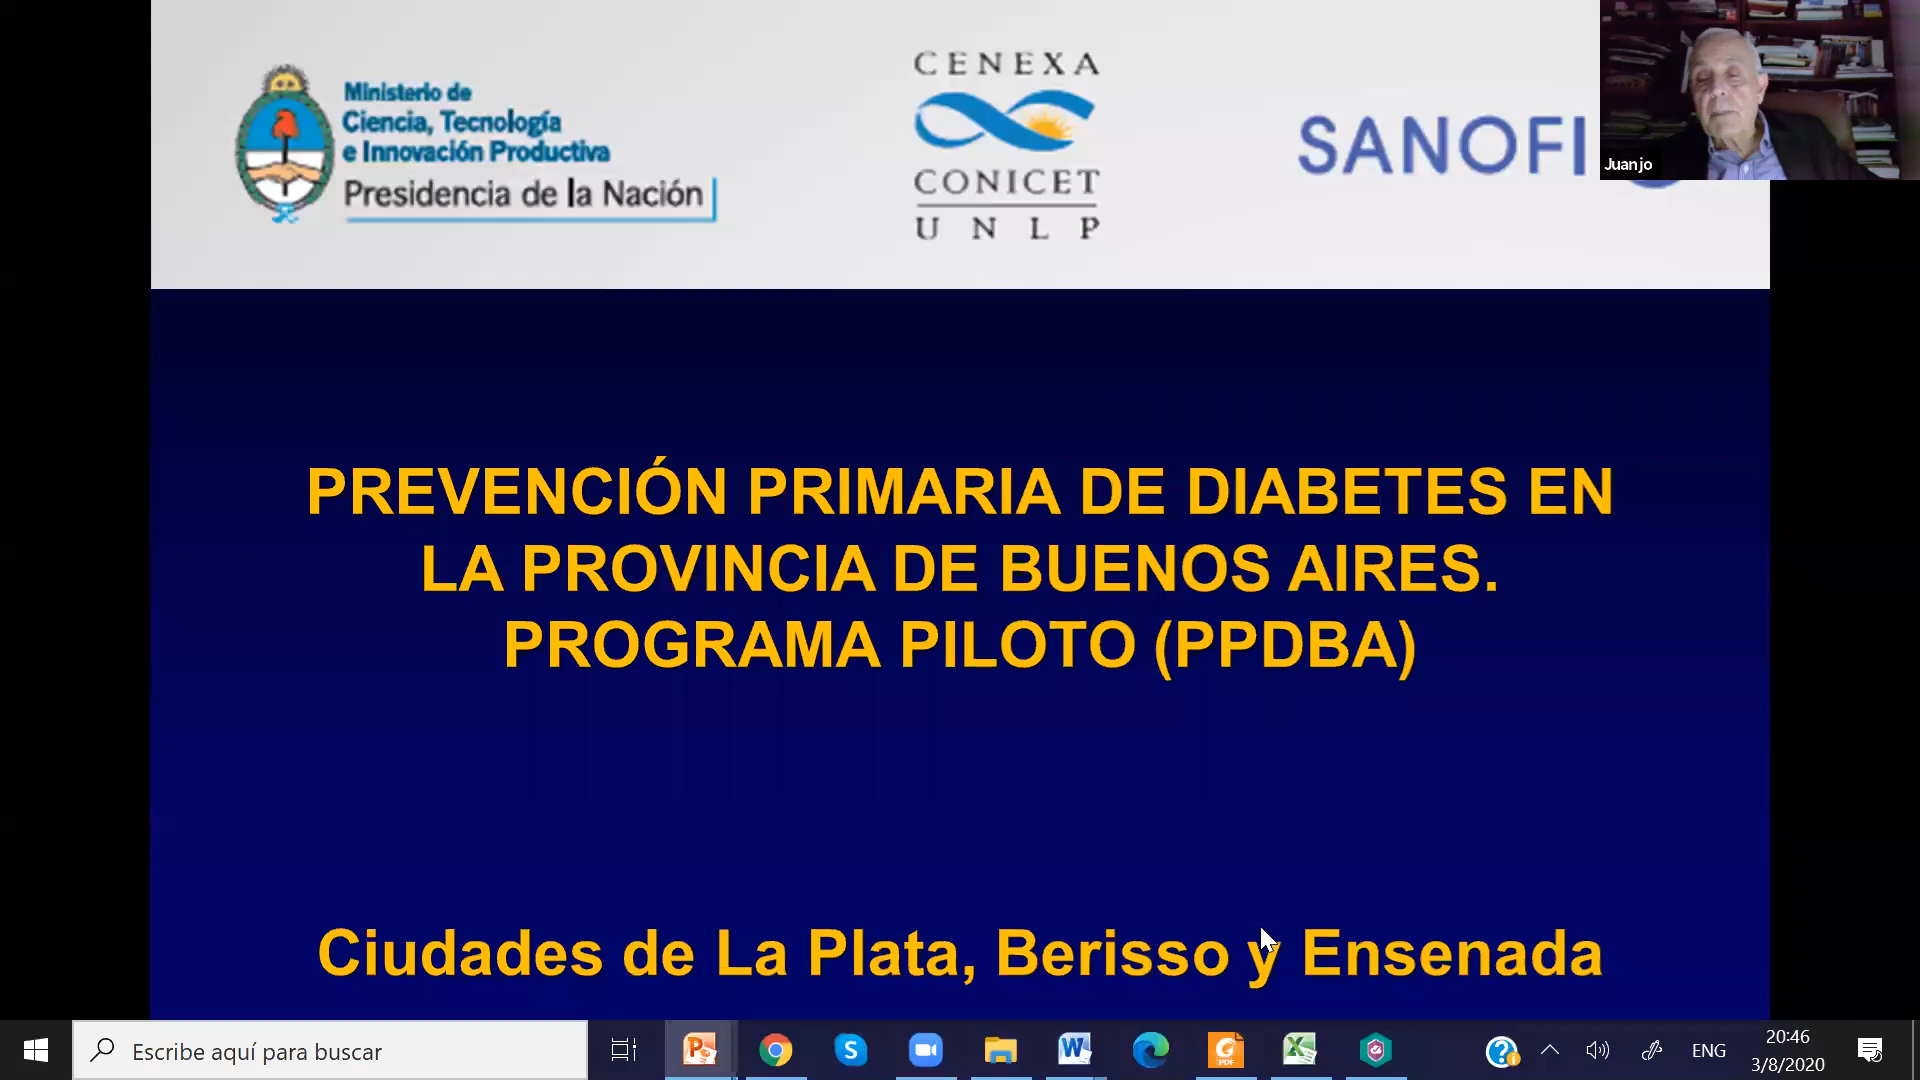 Ministerio de
Ciencia, Tecnología
e Innovación Productiva
Presidencia de la Nación
CENEXA
CONICET
UNLP
SANOFI
Juanjo
PREVENCIÓN PRIMARIA DE DIABETES EN
LA PROVINCIA DE BUENOS AIRES.
PROGRAMA PILOTO (PPDBA)
Ciudades de La Plata, Berisso y Ensenada
Escribe aquí para buscar
PDF
ENG
20:46
3/8/2020